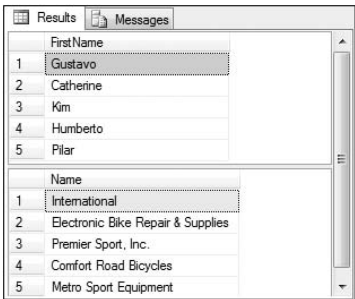 Results Messages
FirstName
1 Gustavo
2 Catherine
3 Kim
4 Humberto
5 Pilar
Name
1 International
2 Electronic Bike Repair & Supplies
3 Premier Sport, Inc.
4 Comfort Road Bicycles
5 Metro Sport Equipment